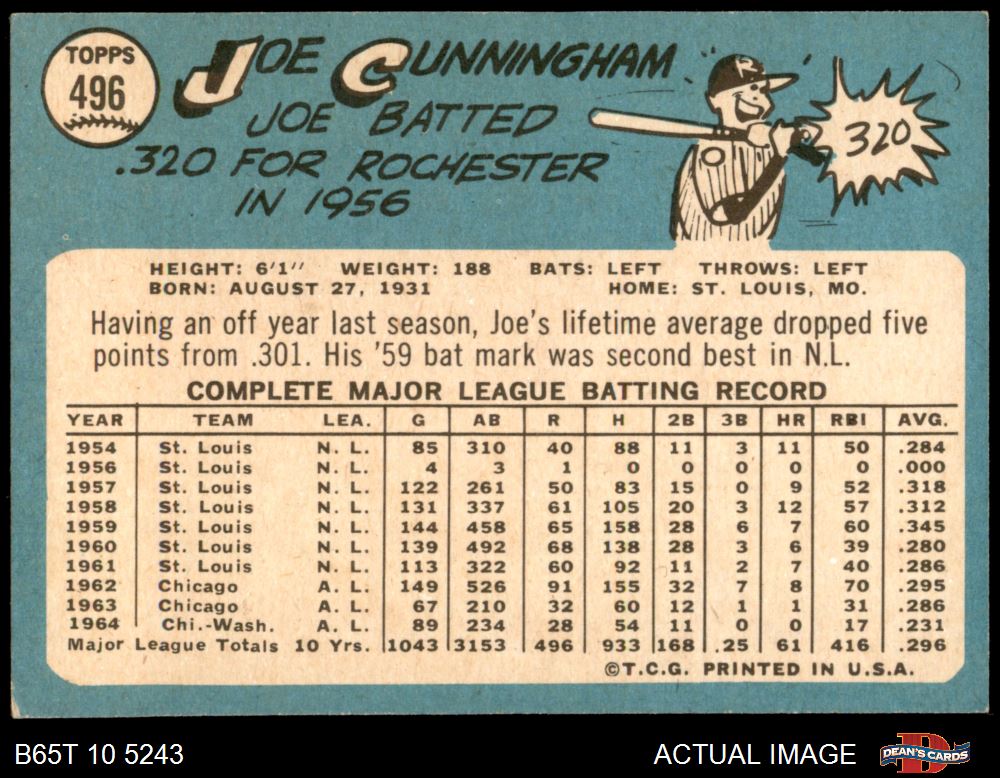 TOPPS
496
JOE CUNNINGHAM
JOE BATTED
.320 FOR ROCHESTER
IN 1956
R
320
HEIGHT: 6'1" WEIGHT: 188 BATS: LEFT THROWS: LEFT
BORN: AUGUST 27, 1931 HOME: ST. LOUIS, MO.
Having an off year last season, Joe's lifetime average dropped five
points from .301. His '59 bat mark was second best in N.L.
COMPLETE MAJOR LEAGUE BATTING RECORD
YEAR TEAM LEA. G AB R H 2B 3B HR RBI AVG.
1954 St. Louis N. L. 85 310 40 88 11 3 11 50 .284
1956 St. Louis N. L. 4 3 1 0 0 0 0 0 .000
1957 St. Louis N. L. 122 261 50 83 15 0 9 52 .318
1958 St. Louis N. L. 131 337 61 105 20 3 12 57 .312
1959 St. Louis N. L. 144 458 65 158 28 6 7 60 .345
1960 St. Louis N. L. 139 492 68 138 28 3 6 39 .280
1961 St. Louis N. L. 113 322 60 92 11 2 7 40 .286
1962 Chicago A. L. 149 526 91 155 32 7 8 70 .295
1963 Chicago A. L. 67 210 32 60 12 1 1 31 .286
1964 Chi.-Wash. A. L. 89 234 28 54 11 0 0 17 .231
Major League Totals 10 Yrs. 1043 3153 496 933 168 .25 61 416 .296
©T.C.G. PRINTED IN U.S.A.
B65T 10 5243 ACTUAL IMAGE DEAN'S CARDS